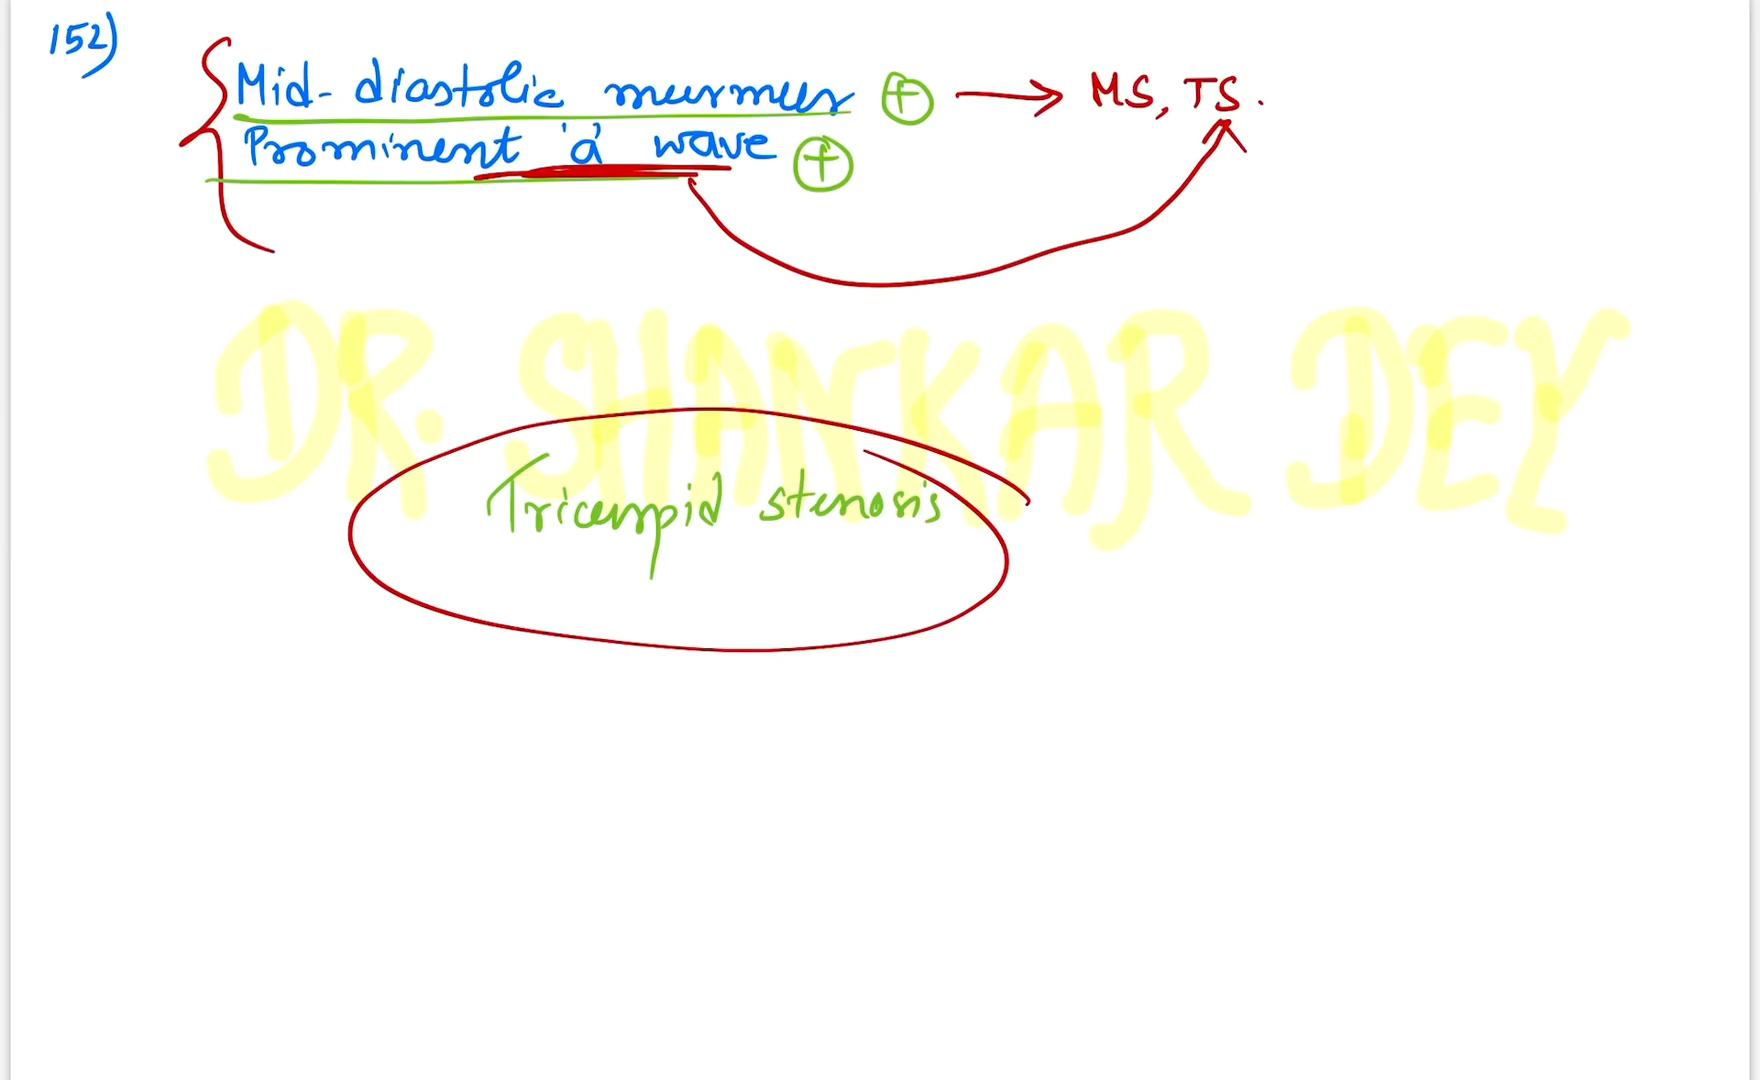 152)
Mid-diastolic murmur (+) → MS, TS.
Prominent 'a' wave (+)
DR. SHANKAR DEY
Tricuspid stenosis